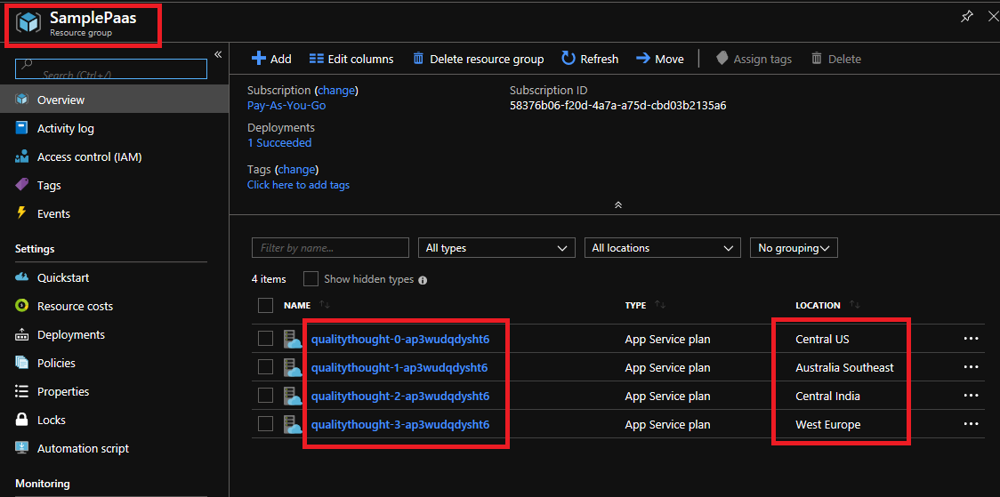 SamplePaas
Resource group
Search (Ctrl+/)
Overview
Activity log
Access control (IAM)
Tags
Events
Settings
Quickstart
Resource costs
Deployments
Policies
Properties
Locks
Automation script
Monitoring
Add Edit columns Delete resource group Refresh Move Assign tags Delete
Subscription (change) Subscription ID
Pay-As-You-Go 58376b06-f20d-4a7a-a75d-cbd03b2135a6
Deployments
1 Succeeded
Tags (change)
Click here to add tags
Filter by name... All types All locations No grouping
4 items Show hidden types
NAME TYPE LOCATION
qualitythought-0-ap3wudqdysht6 App Service plan Central US
qualitythought-1-ap3wudqdysht6 App Service plan Australia Southeast
qualitythought-2-ap3wudqdysht6 App Service plan Central India
qualitythought-3-ap3wudqdysht6 App Service plan West Europe